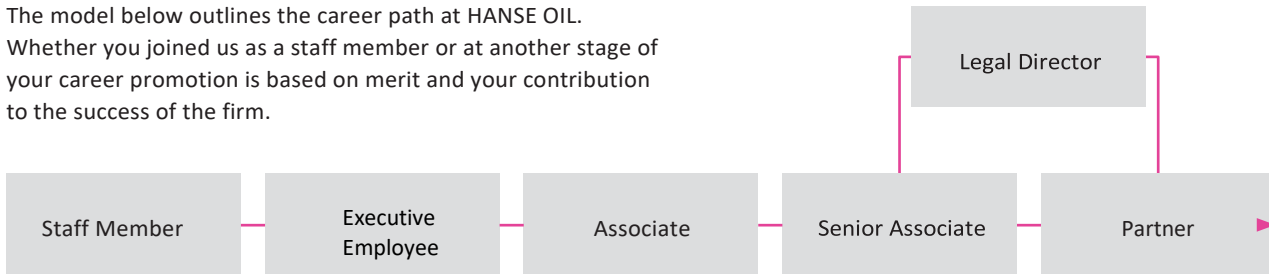 The model below outlines the career path at HANSE OIL.
Whether you joined us as a staff member or at another stage of
your career promotion is based on merit and your contribution
to the success of the firm.
Legal Director
Staff Member
Executive
Employee
Associate
Senior Associate
Partner